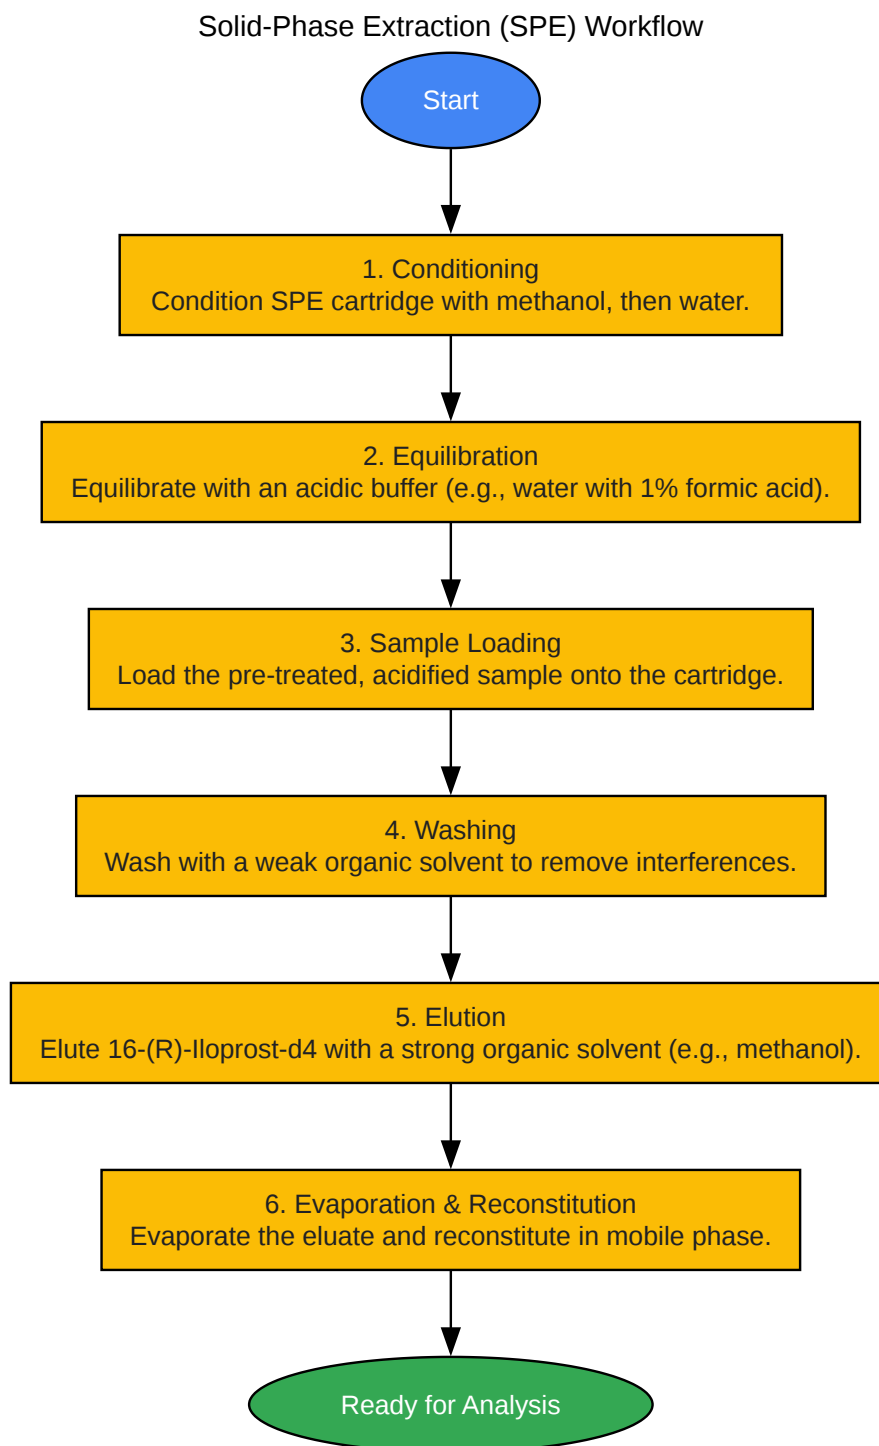 Solid-Phase Extraction (SPE) Workflow
Start
1. Conditioning
Condition SPE cartridge with methanol, then water.
2. Equilibration
Equilibrate with an acidic buffer (e.g., water with 1% formic acid).
3. Sample Loading
Load the pre-treated, acidified sample onto the cartridge.
4. Washing
Wash with a weak organic solvent to remove interferences.
5. Elution
Elute 16-(R)-Iloprost-d4 with a strong organic solvent (e.g., methanol).
6. Evaporation & Reconstitution
Evaporate the eluate and reconstitute in mobile phase.
Ready for Analysis